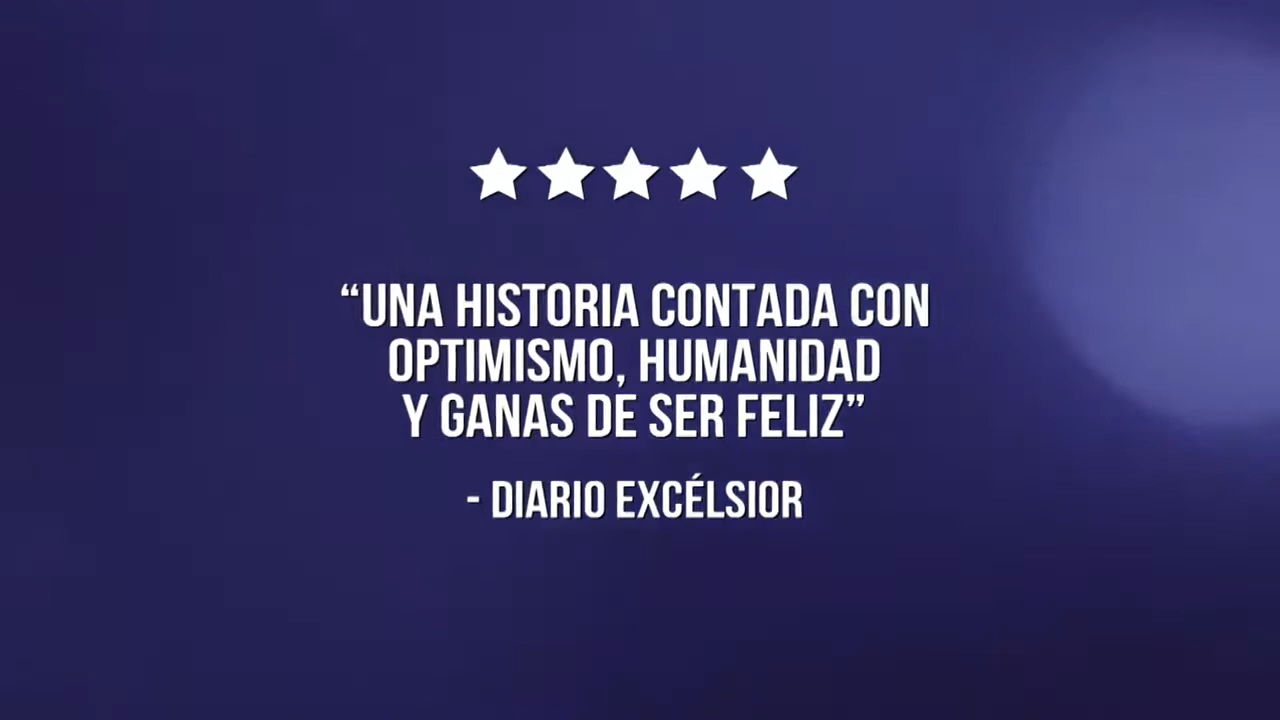 “UNA HISTORIA CONTADA CON
OPTIMISMO, HUMANIDAD
Y GANAS DE SER FELIZ”
- DIARIO EXCÉLSIOR